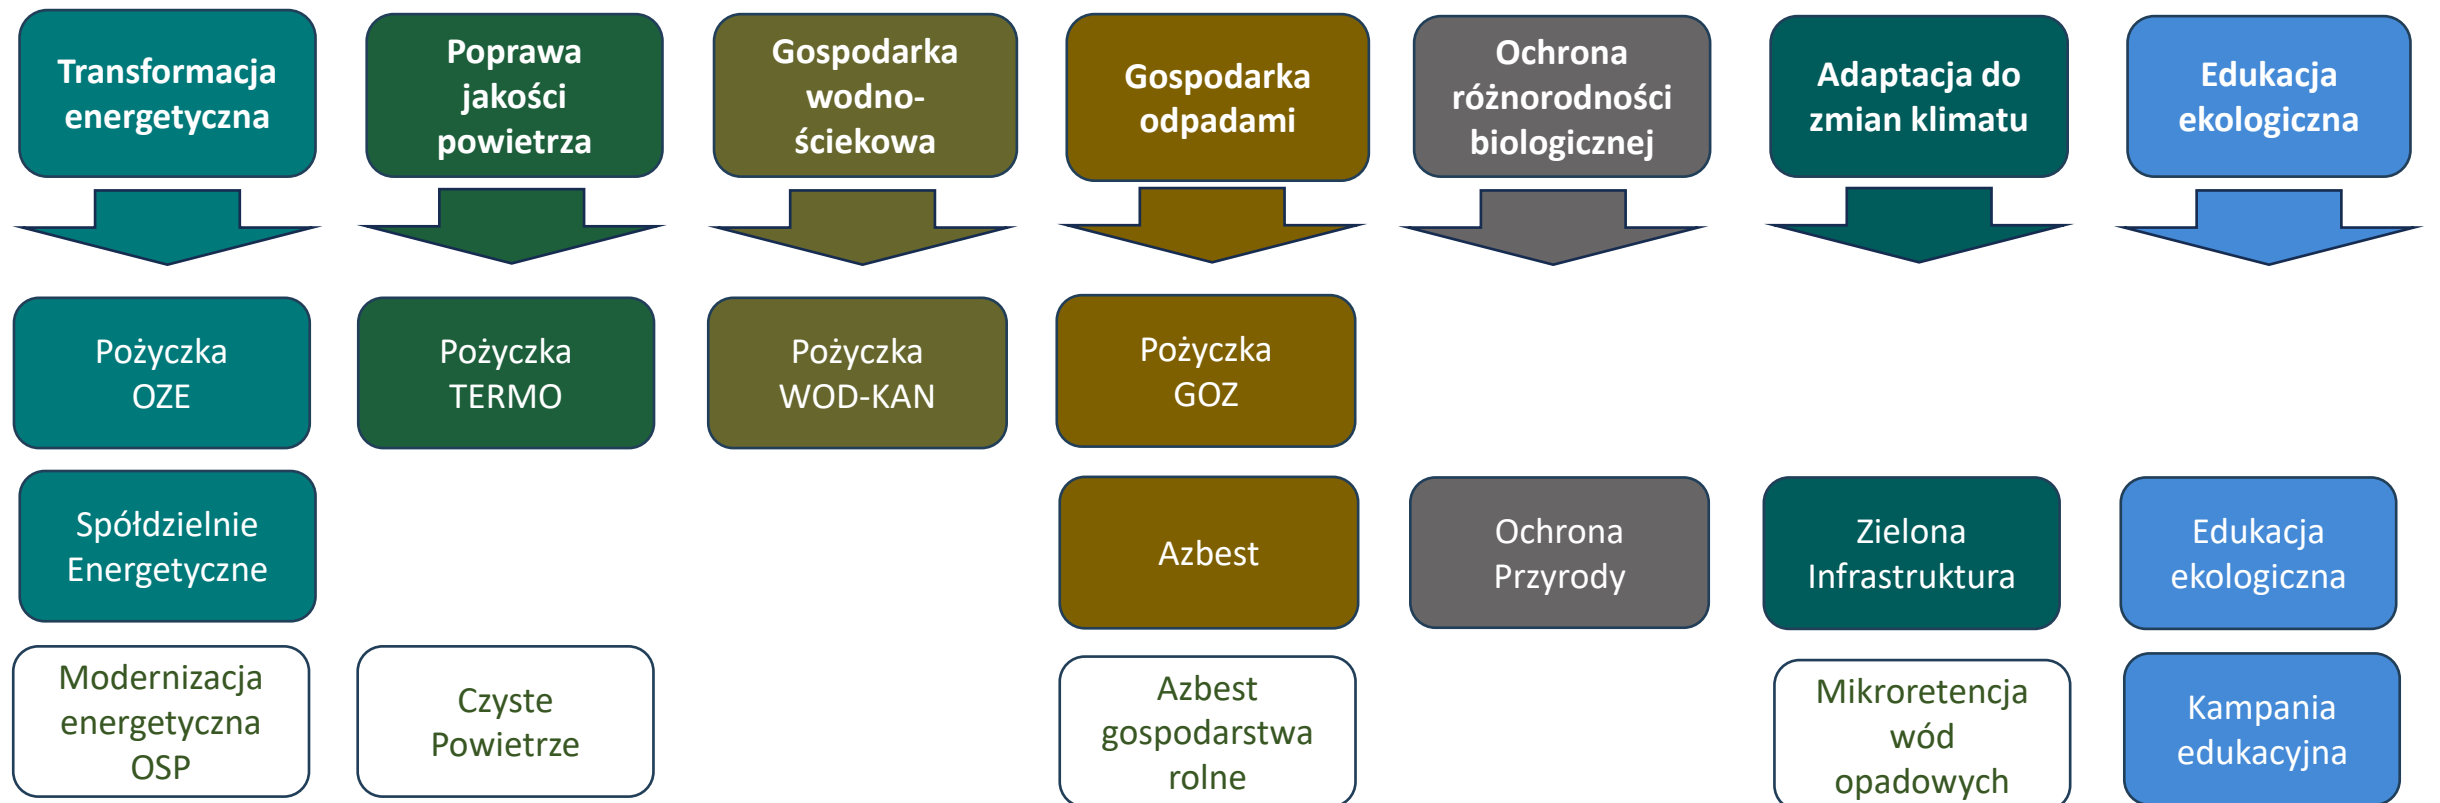 Transformacja
energetyczna
Poprawa
jakości
powietrza
Gospodarka
wodno-
ściekowa
Gospodarka
odpadami
Ochrona
różnorodności
biologicznej
Adaptacja do
zmian klimatu
Edukacja
ekologiczna
Pożyczka
OZE
Pożyczka
TERMO
Pożyczka
WOD-KAN
Pożyczka
GOZ
Spółdzielnie
Energetyczne
Azbest
Ochrona
Przyrody
Zielona
Infrastruktura
Edukacja
ekologiczna
Modernizacja
energetyczna
OSP
Czyste
Powietrze
Azbest
gospodarstwa
rolne
Mikroretencja
wód
opadowych
Kampania
edukacyjna